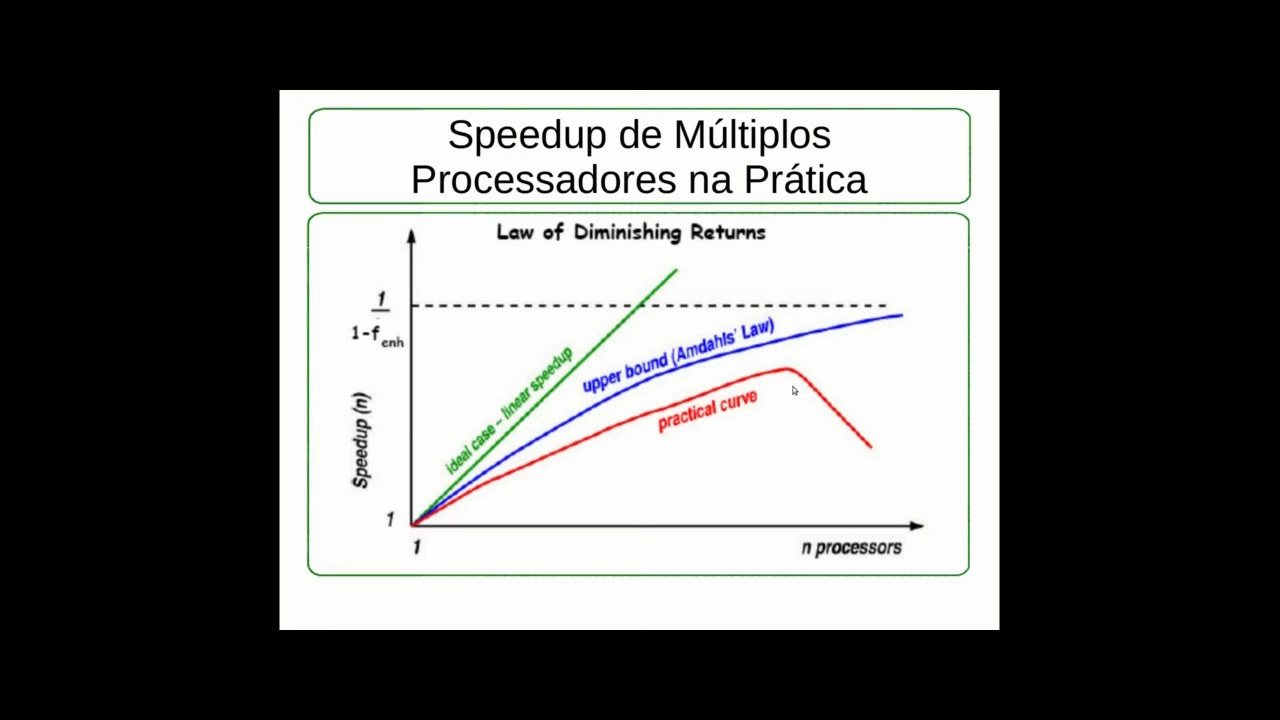 Speedup de Múltiplos
Processadores na Prática
Law of Diminishing Returns
1
1-f enh
ideal case – linear speedup
upper bound (Amdahls' Law)
practical curve
Speedup (n)
1
1
n processors